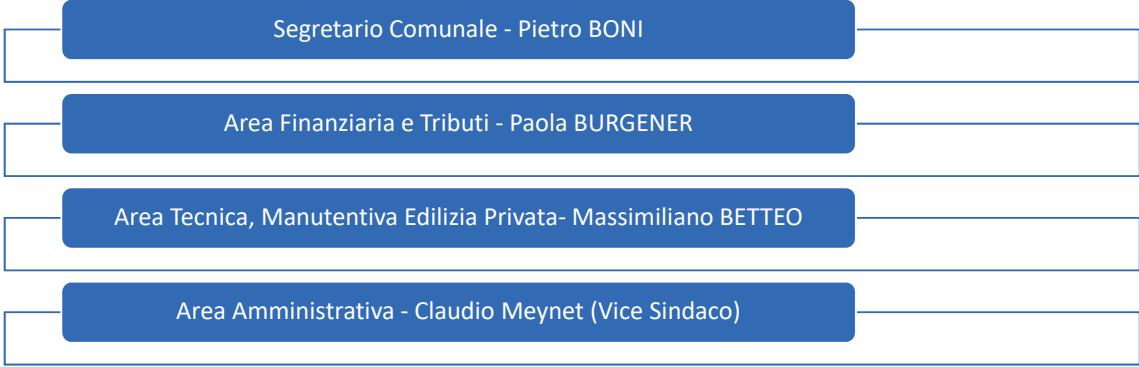 Segretario Comunale - Pietro BONI
Area Finanziaria e Tributi - Paola BURGENER
Area Tecnica, Manutentiva Edilizia Privata- Massimiliano BETTEO
Area Amministrativa - Claudio Meynet (Vice Sindaco)